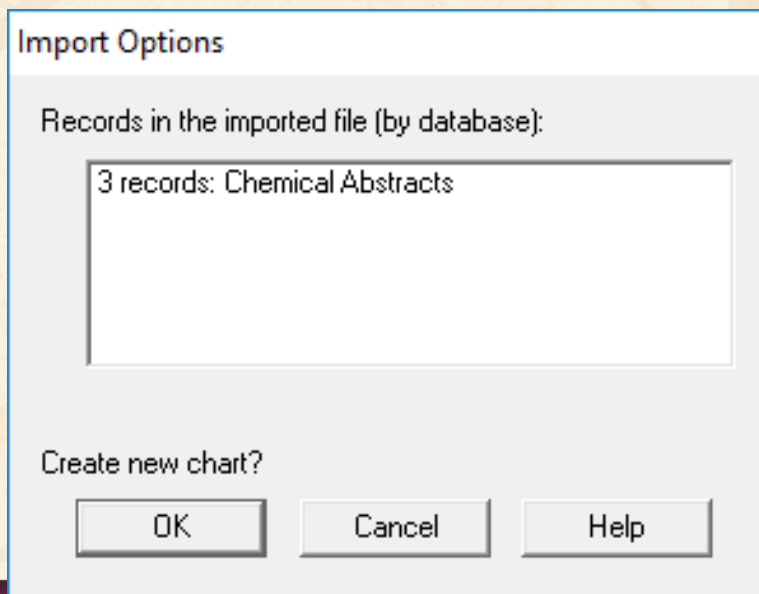 Import Options
Records in the imported file (by database):
3 records: Chemical Abstracts
Create new chart?
OK Cancel Help